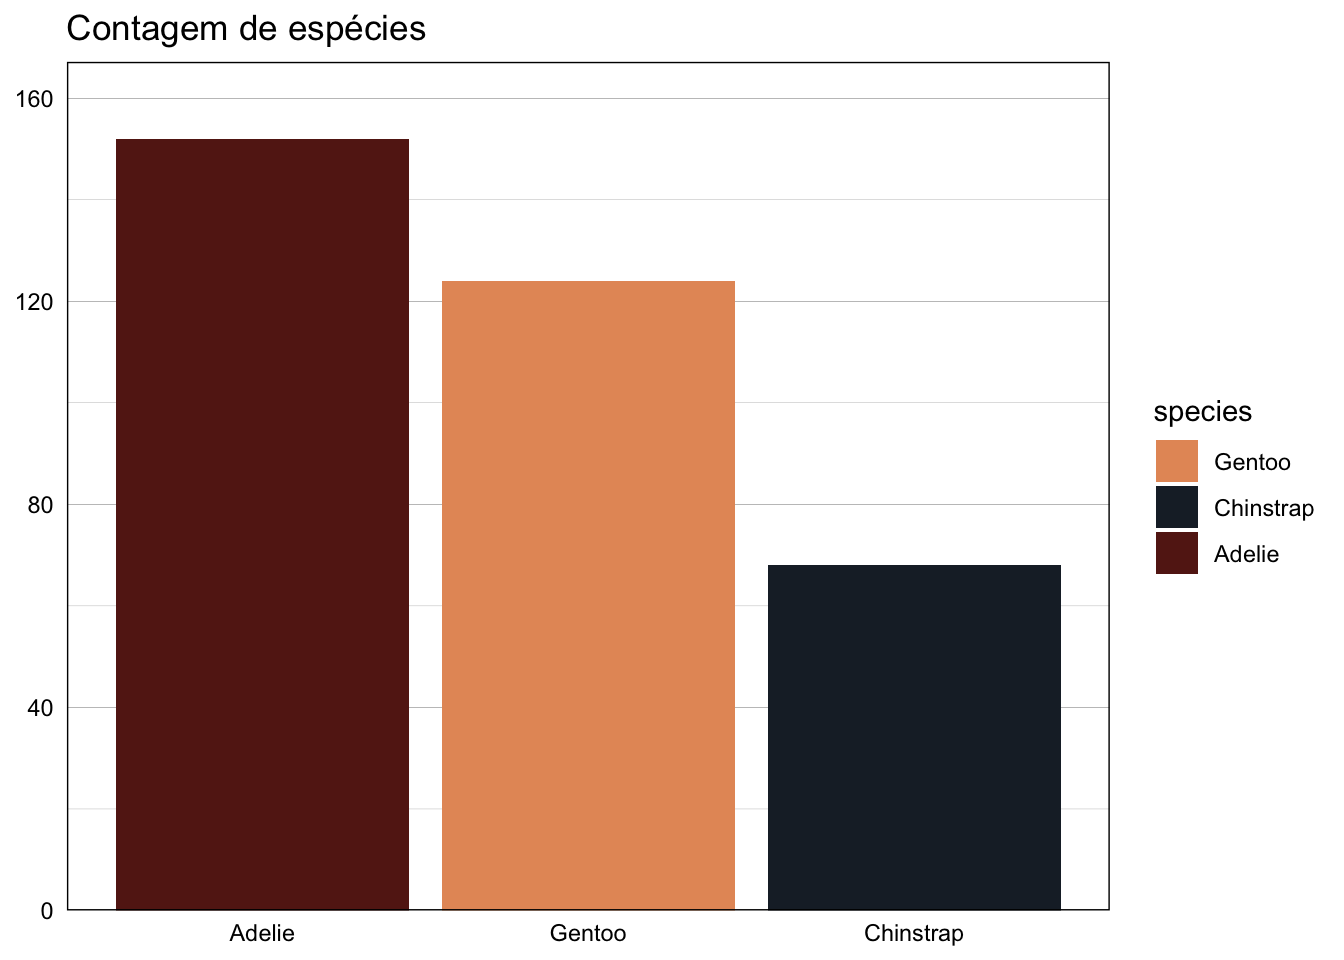 Contagem de espécies
160
120
80
40
0
Adelie
Gentoo
Chinstrap
species
Gentoo
Chinstrap
Adelie